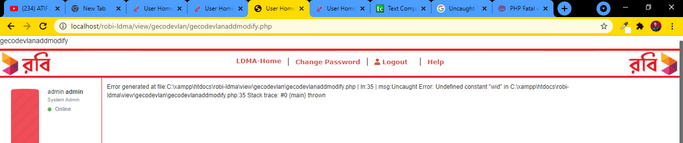 (234) ATIF
New Tab
User Hom
User Hom
User Home
User Hom
Text Comp
Uncaught
PHP Fatal e
localhost/robi-ldma/view/gecodevlan/gecodevlanaddmodify.php
gecodevlanaddmodify
রবি
LDMA-Home | Change Password | Logout | Help
রবি
admin admin
System Admin
Online
Error generated at file:C:\xampp\htdocs\robi-ldma\view\gecodevlan\gecodevlanaddmodify.php | ln:35 | msg:Uncaught Error: Undefined constant "wid" in C:\xampp\htdocs\robi-
ldma\view\gecodevlan\gecodevlanaddmodify.php:35 Stack trace: #0 {main} thrown